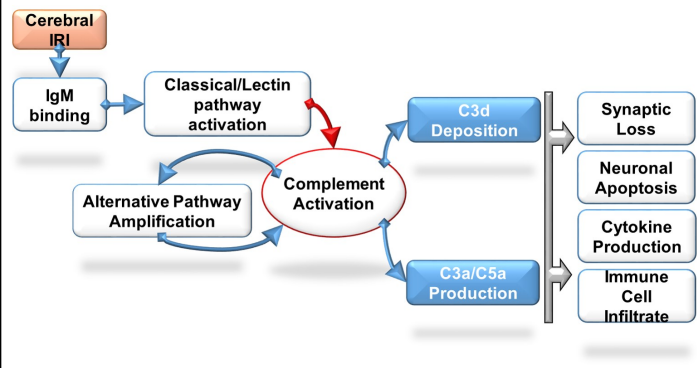 Cerebral
IRI
IgM
binding
Classical/Lectin
pathway
activation
Alternative Pathway
Amplification
Complement
Activation
C3d
Deposition
C3a/C5a
Production
Synaptic
Loss
Neuronal
Apoptosis
Cytokine
Production
Immune
Cell
Infiltrate